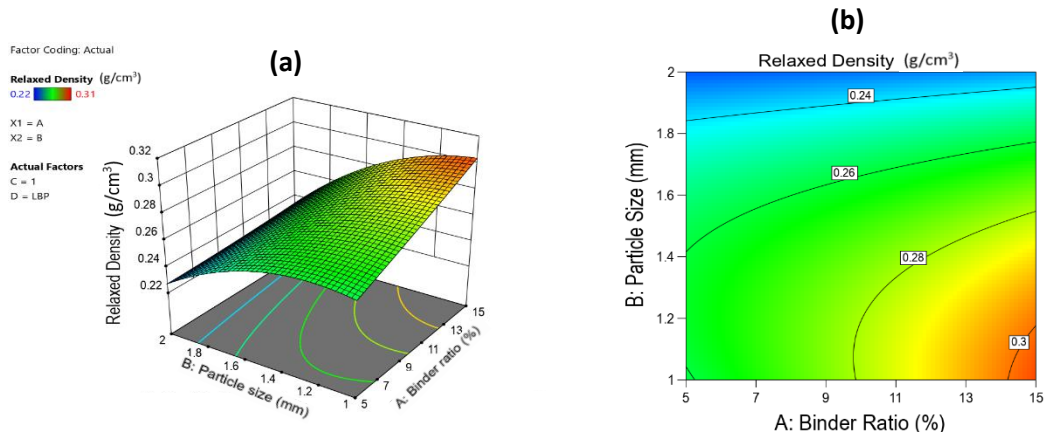 Factor Coding: Actual
Relaxed Density (g/cm³)
0.22 0.31
X1 = A
X2 = B
Actual Factors
C = 1
D = LBP
(a)
0.32
0.3
0.28
0.26
0.24
0.22
Relaxed Density (g/cm³)
2
1.8
1.6
1.4
1.2
1
B: Particle size (mm)
5
7
9
11
13
15
A: Binder ratio (%)
(b)
Relaxed Density (g/cm³)
2
1.8
1.6
1.4
1.2
1
B: Particle Size (mm)
0.24
0.26
0.28
0.3
5 7 9 11 13 15
A: Binder Ratio (%)